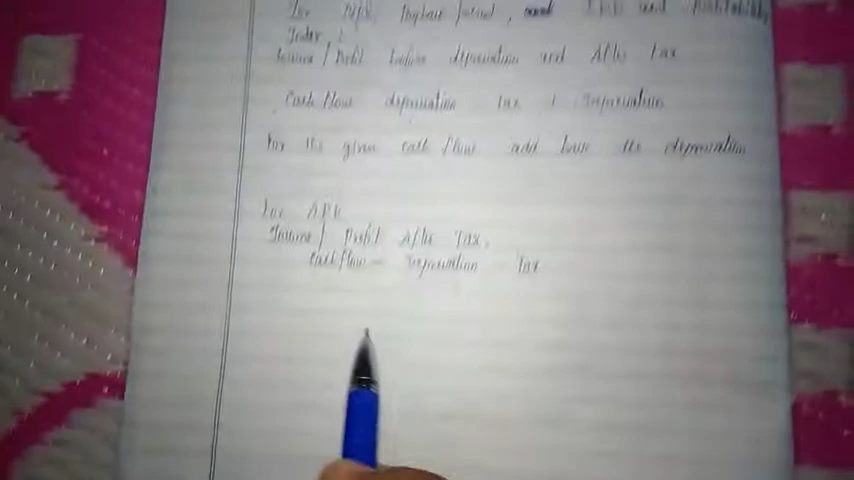 For NPV, Payback period, and IRR and Profitability
Index :
Income / Profit before depreciation and After tax
Cash flow depreciation tax + Depreciation
For the given cash flow add back the depreciation
For ARR
Income / Profit After Tax.
Cash flow - Depreciation - Tax